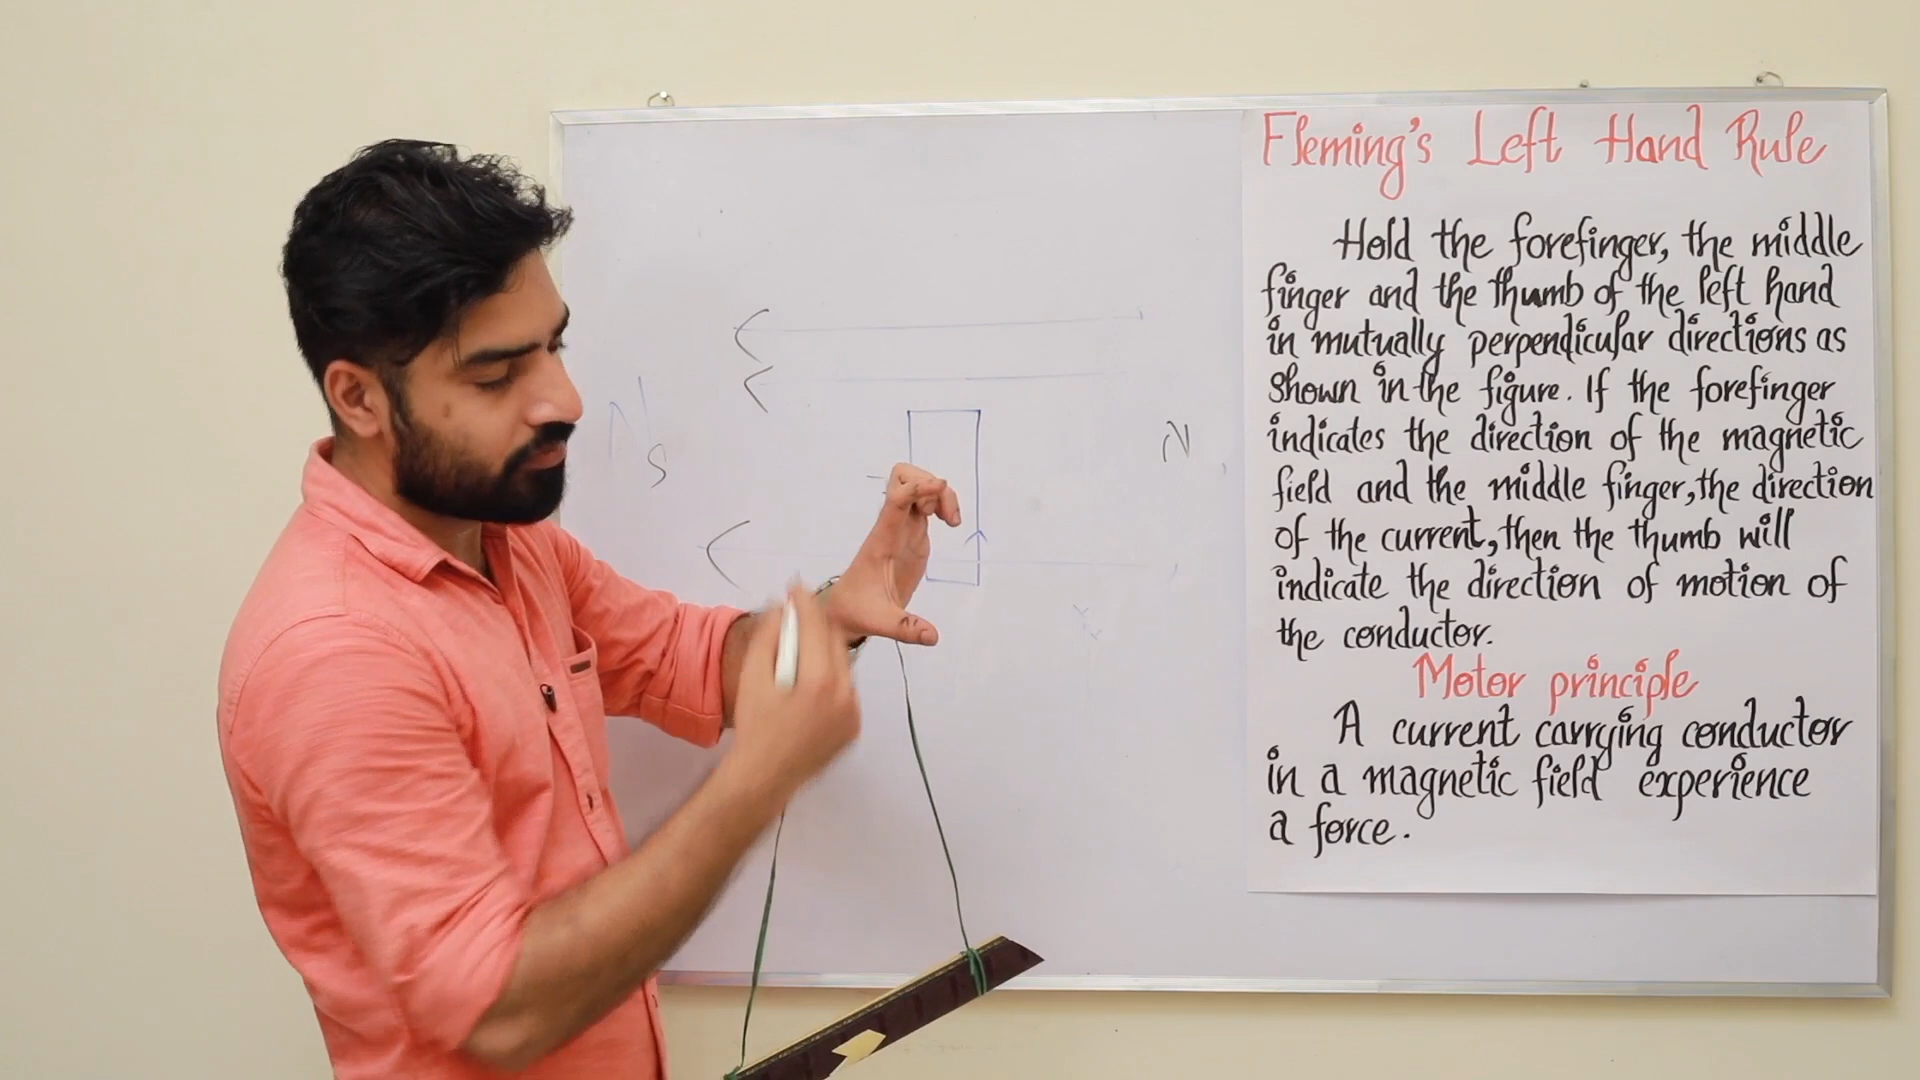 Fleming's Left Hand Rule
Hold the forefinger, the middle
finger and the thumb of the left hand
in mutually perpendicular directions as
shown in the figure. If the forefinger
indicates the direction of the magnetic
field and the middle finger, the direction
of the current, then the thumb will
indicate the direction of motion of
the conductor.
Motor principle
A current carrying conductor
in a magnetic field experience
a force.
N
S
N